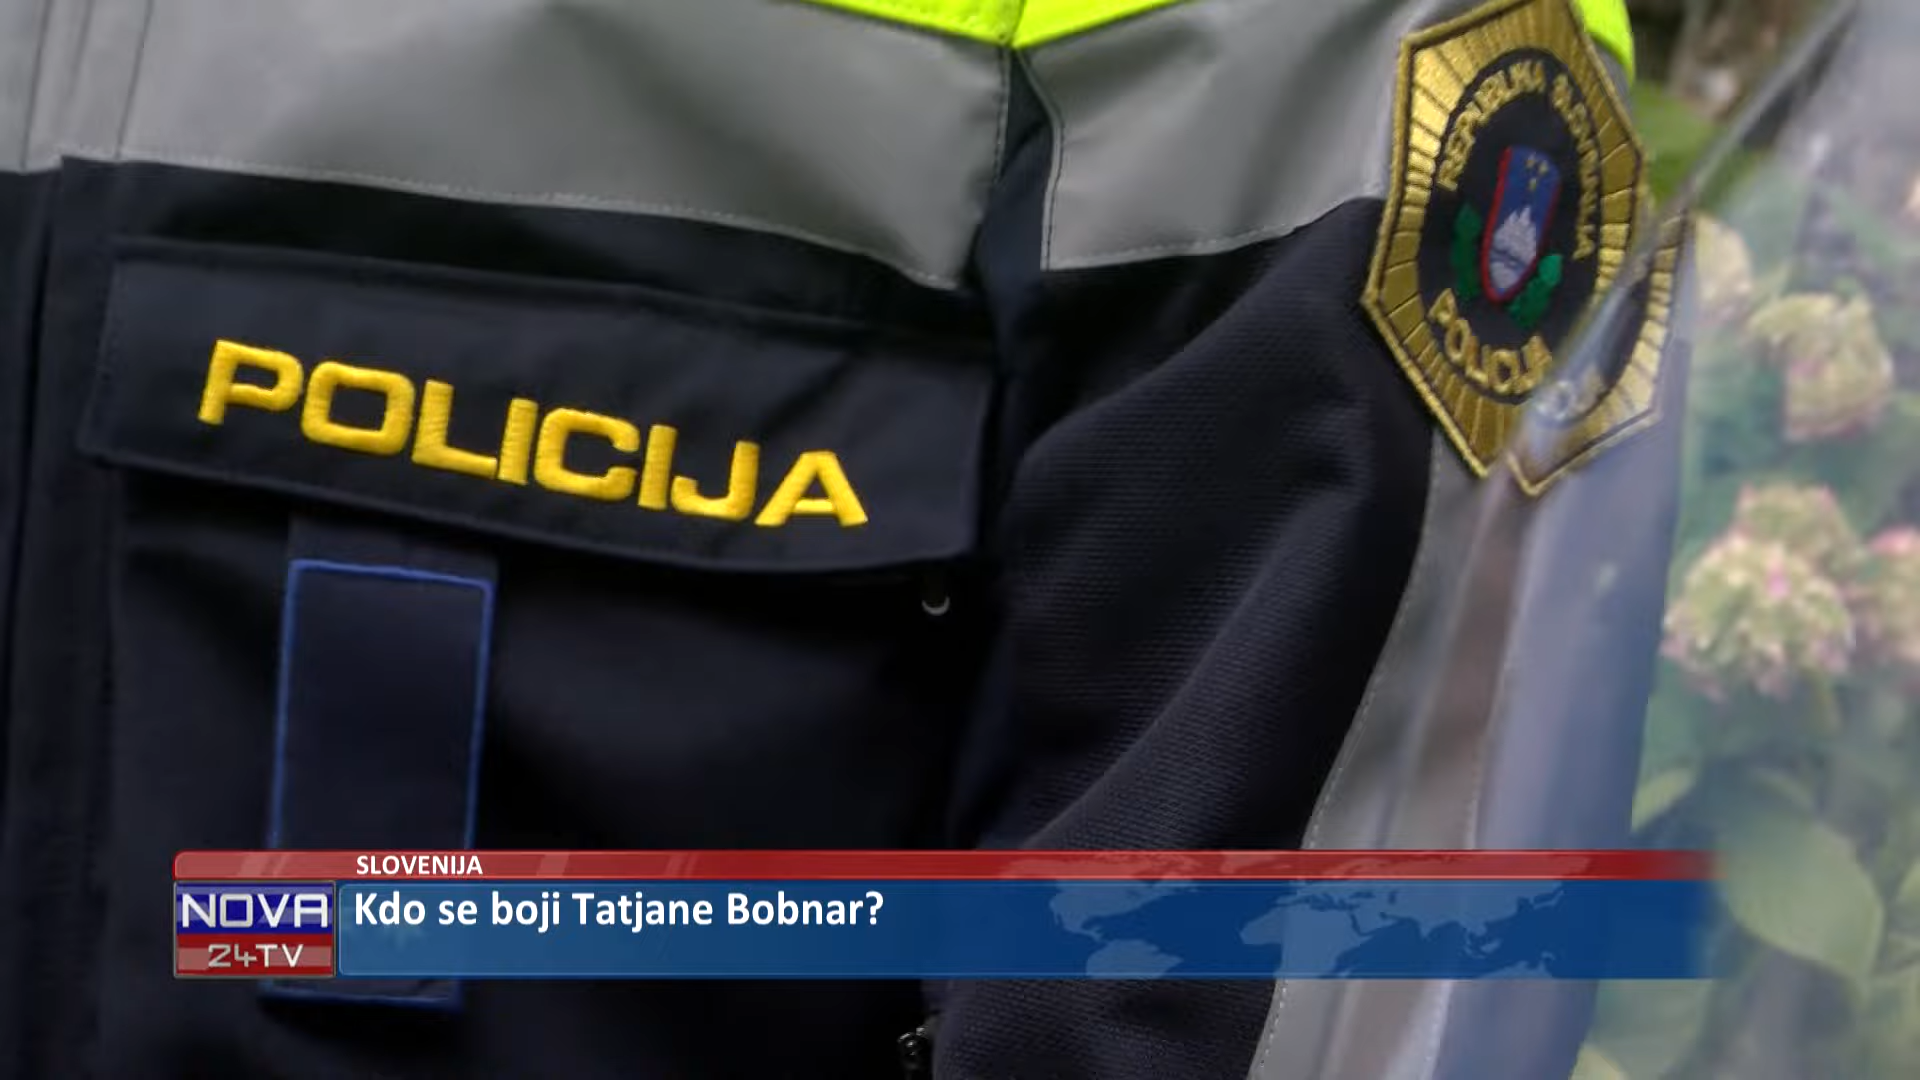 REPUBLIKA SLOVENIJA
POLICIJA
POLICIJA
SLOVENIJA
NOVA
24TV
Kdo se boji Tatjane Bobnar?